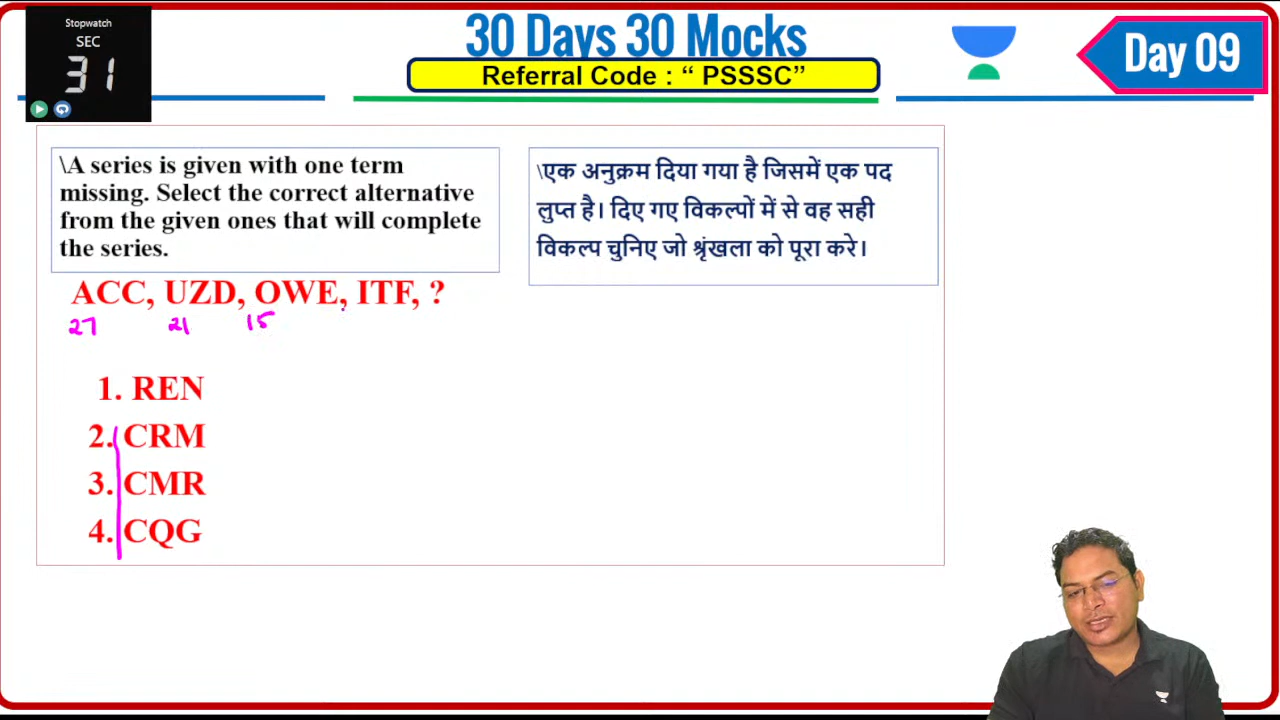 Stopwatch
SEC
31
30 Days 30 Mocks
Referral Code : “ PSSSC”
Day 09
\A series is given with one term
missing. Select the correct alternative
from the given ones that will complete
the series.
\एक अनुक्रम दिया गया है जिसमें एक पद
लुप्त है। दिए गए विकल्पों में से वह सही
विकल्प चुनिए जो श्रृंखला को पूरा करे।
ACC, UZD, OWE, ITF, ?
27 21 15
1. REN
2. CRM
3. CMR
4. CQG